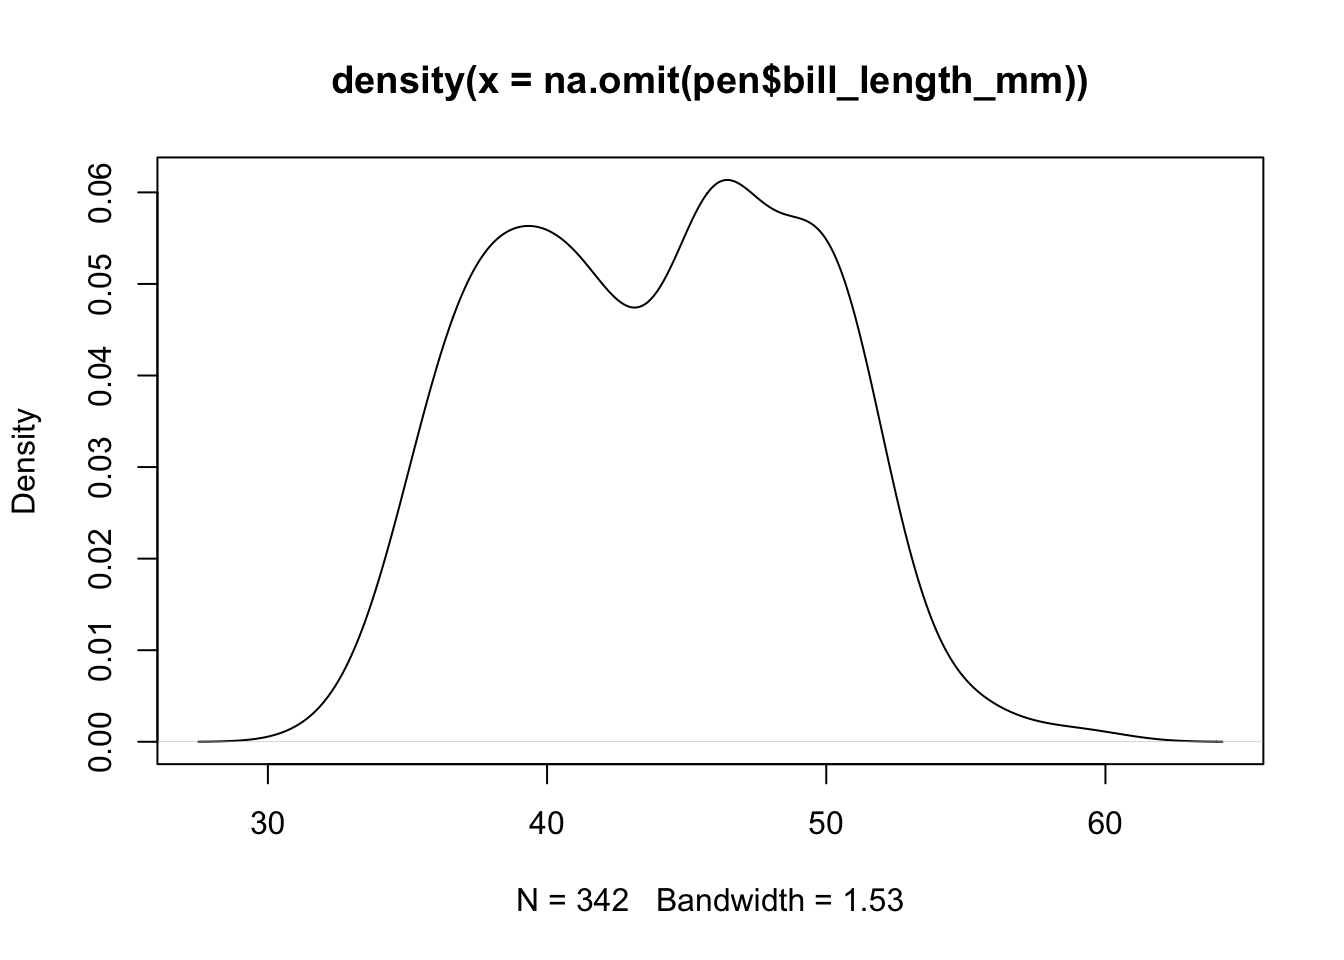 density(x = na.omit(pen$bill_length_mm))
Density
0.06
0.05
0.04
0.03
0.02
0.01
0.00
30 40 50 60
N = 342   Bandwidth = 1.53